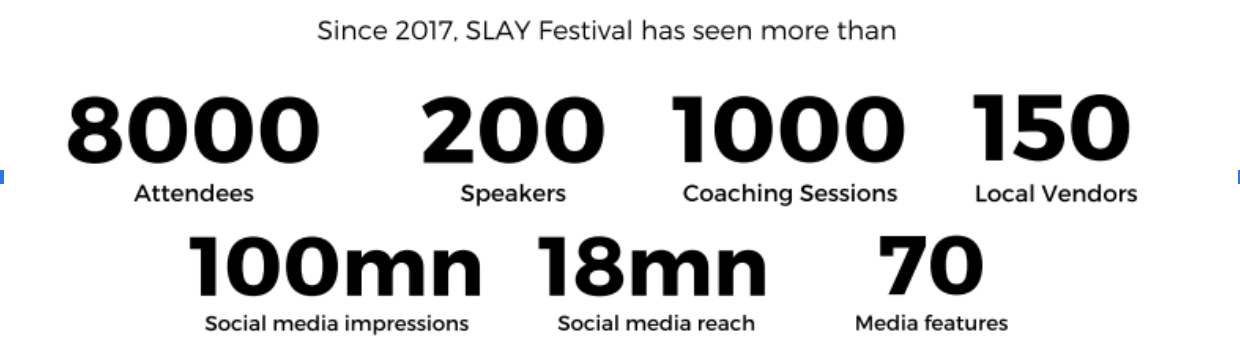 Since 2017, SLAY Festival has seen more than
8000 200 1000 150
Attendees Speakers Coaching Sessions Local Vendors
100mn 18mn 70
Social media impressions Social media reach Media features